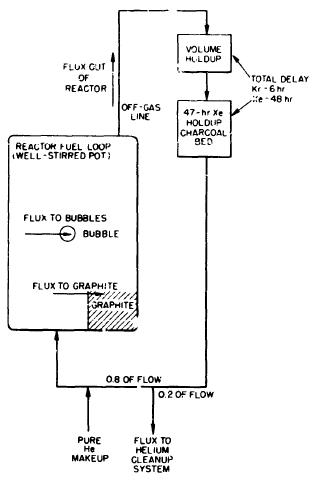 VOLUME
HOLDUP
FLUX OUT
OF
REACTOR
TOTAL DELAY
Kr - 6 hr
Xe - 48 hr
OFF-GAS
LINE
47-hr Xe
HOLDUP
CHARCOAL
BED
REACTOR FUEL LOOP
(WELL-STIRRED POT)
FLUX TO BUBBLES
BUBBLE
FLUX TO GRAPHITE
GRAPHITE
0.8 OF FLOW
0.2 OF FLOW
PURE
He
MAKEUP
FLUX TO
HELIUM
CLEANUP
SYSTEM